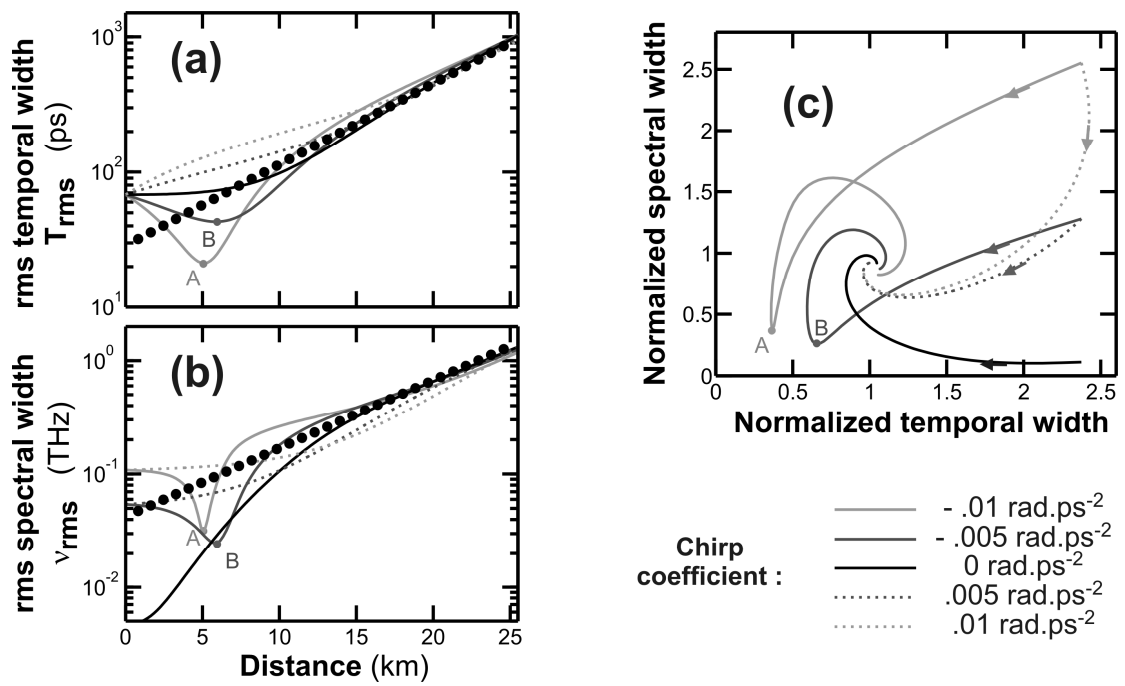 (a)
rms temporal width
T_rms (ps)
10^3
10^2
10^1
A
B
(b)
rms spectral width
ν_rms (THz)
10^0
10^-1
10^-2
A
B
0 5 10 15 20 25
Distance (km)
(c)
Normalized spectral width
2.5
2
1.5
1
0.5
0
A
B
0 0.5 1 1.5 2 2.5
Normalized temporal width
Chirp
coefficient :
- .01 rad.ps^-2
- .005 rad.ps^-2
0 rad.ps^-2
.005 rad.ps^-2
.01 rad.ps^-2